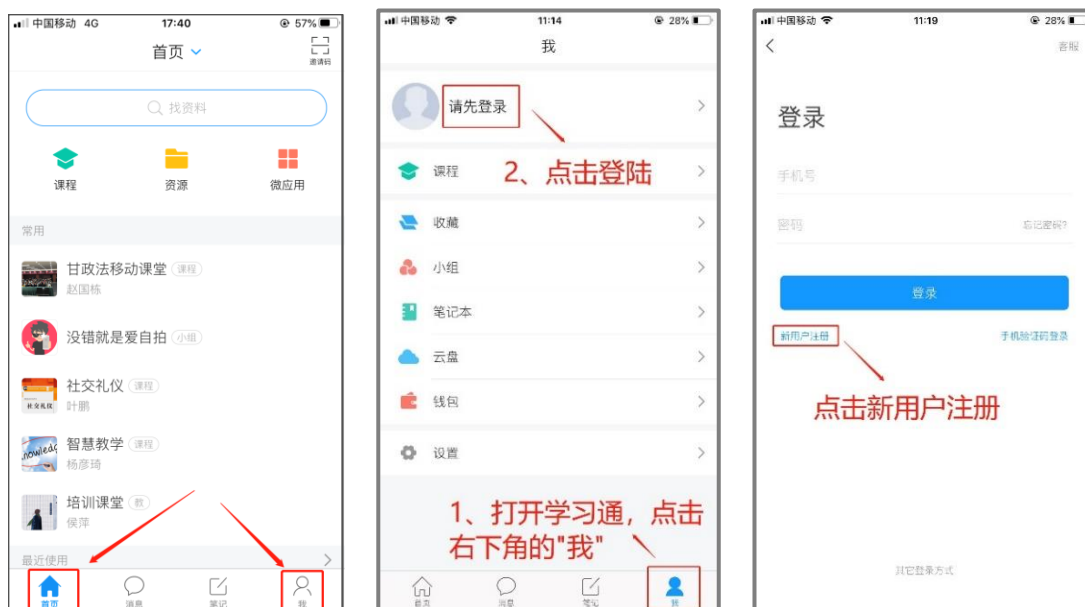 中国移动 4G 17:40 57%
首页
邀请码
找资料
课程 资源 微应用
常用
甘政法移动课堂 课程
赵国栋
没错就是爱自拍 小组
社交礼仪 课程
叶鹏
智慧教学 课程
杨彦琦
培训课堂 教
侯萍
最近使用
首页 消息 笔记 我
中国移动 11:14 28%
我
请先登录
课程
2、点击登陆
收藏
小组
笔记本
云盘
钱包
设置
1、打开学习通，点击
右下角的"我"
首页 消息 笔记 我
中国移动 11:19 28%
客服
登录
手机号
密码 忘记密码?
登录
新用户注册 手机验证码登录
点击新用户注册
其它登录方式